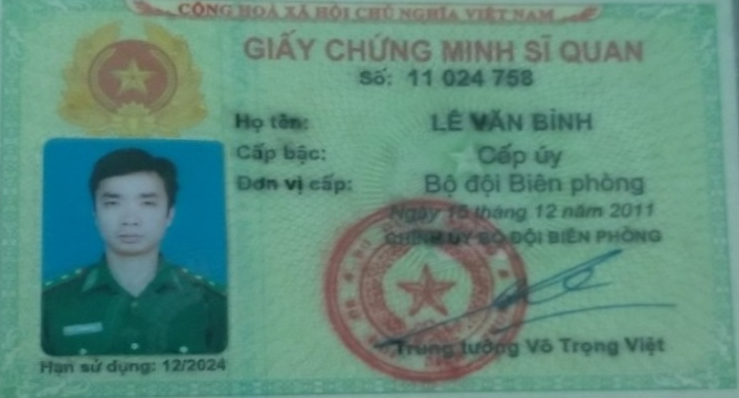 CỘNG HOÀ XÃ HỘI CHỦ NGHĨA VIỆT NAM
GIẤY CHỨNG MINH SĨ QUAN
Số: 11 024 758
Họ tên: LÊ VĂN BÌNH
Cấp bậc: Cấp úy
Đơn vị cấp: Bộ đội Biên phòng
Ngày 15 tháng 12 năm 2011
CHÍNH ỦY BỘ ĐỘI BIÊN PHÒNG
Trung tướng Võ Trọng Việt
Hạn sử dụng: 12/2024